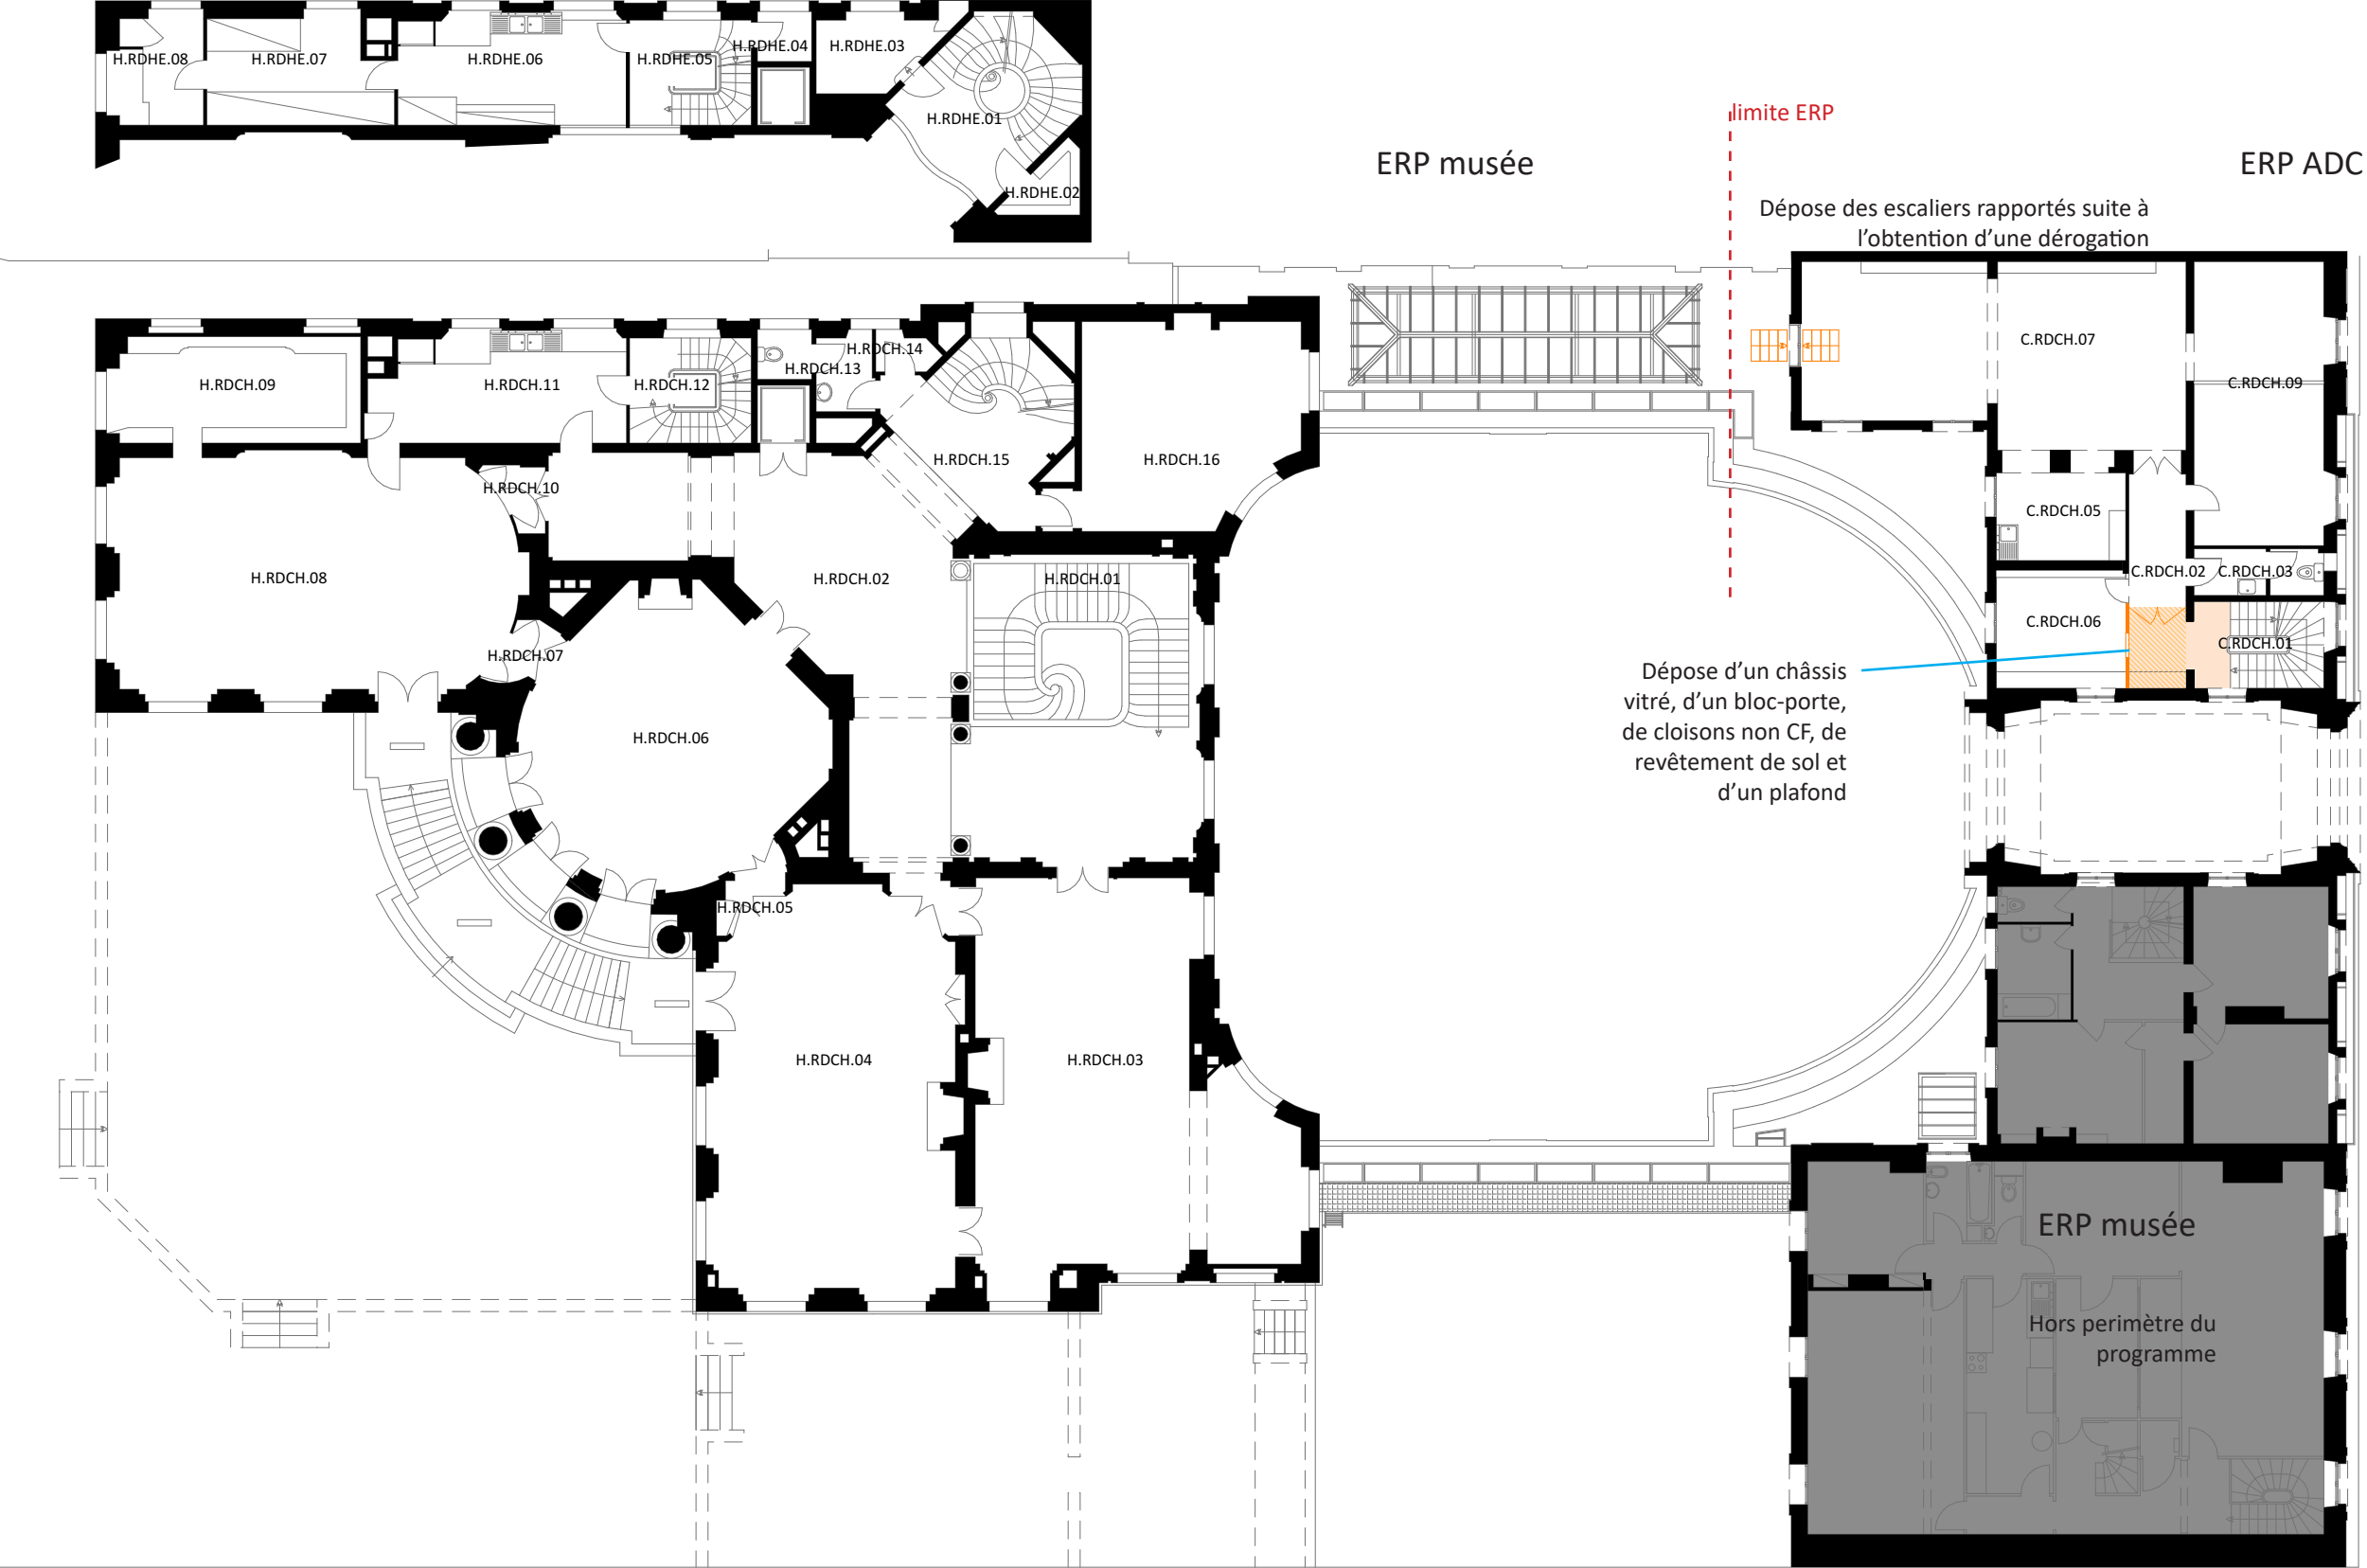 H.RDHE.08
H.RDHE.07
H.RDHE.06
H.RDHE.05
H.RDHE.04
H.RDHE.03
H.RDHE.01
H.RDHE.02
limite ERP
ERP musée
ERP ADC
Dépose des escaliers rapportés suite à
l’obtention d’une dérogation
H.RDCH.09
H.RDCH.11
H.RDCH.12
H.RDCH.13
H.RDCH.14
H.RDCH.15
H.RDCH.16
H.RDCH.10
H.RDCH.08
H.RDCH.02
H.RDCH.01
H.RDCH.07
H.RDCH.06
H.RDCH.05
H.RDCH.04
H.RDCH.03
C.RDCH.07
C.RDCH.09
C.RDCH.05
C.RDCH.02
C.RDCH.03
C.RDCH.06
C.RDCH.01
Dépose d’un châssis
vitré, d’un bloc-porte,
de cloisons non CF, de
revêtement de sol et
d’un plafond
ERP musée
Hors perimètre du
programme